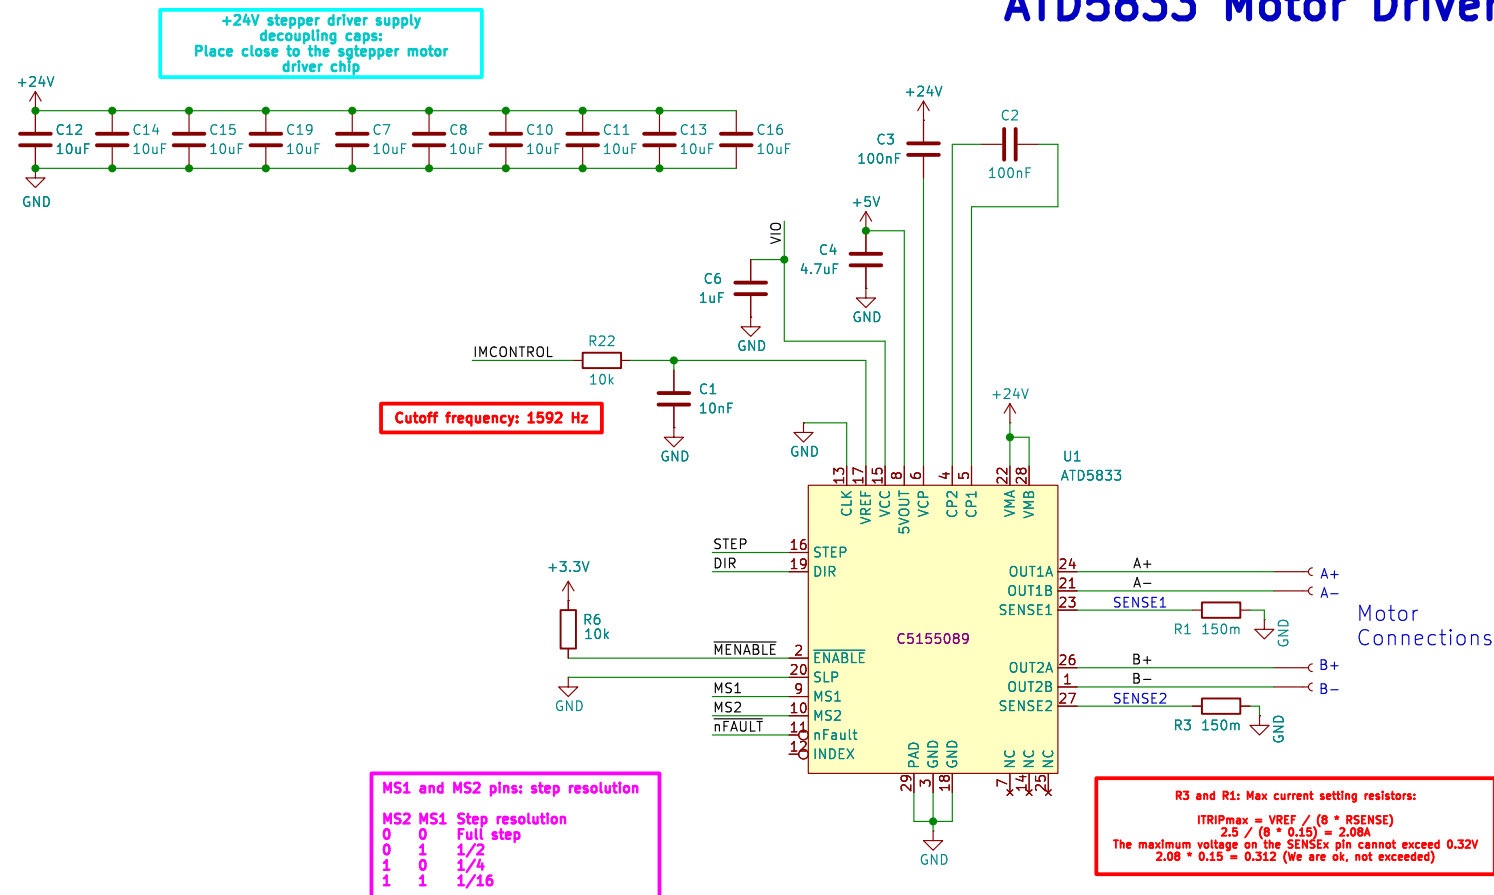 ATD5833 Motor Driver
+24V stepper driver supply
decoupling caps:
Place close to the sgtepper motor
driver chip
+24V
C12
10uF
C14
10uF
C15
10uF
C19
10uF
C7
10uF
C8
10uF
C10
10uF
C11
10uF
C13
10uF
C16
10uF
GND
+24V
C3
100nF
C2
100nF
+5V
C4
4.7uF
GND
VIO
C6
1uF
GND
IMCONTROL
R22
10k
C1
10nF
GND
Cutoff frequency: 1592 Hz
GND
+24V
U1
ATD5833
13
17
15
8
6
4
5
22
28
CLK
VREF
VCC
5VOUT
VCP
CP2
CP1
VMA
VMB
STEP
16
STEP
DIR
19
DIR
+3.3V
R6
10k
MENABLE
2
ENABLE
20
SLP
GND
MS1
9
MS1
MS2
10
MS2
nFAULT
11
nFault
12
INDEX
C5155089
OUT1A
24
A+
A+
OUT1B
21
A-
A-
SENSE1
23
SENSE1
R1 150m
GND
Motor
Connections
OUT2A
26
B+
B+
OUT2B
1
B-
B-
SENSE2
27
SENSE2
R3 150m
GND
PAD
GND
GND
NC
NC
NC
29
3
18
7
14
25
GND
MS1 and MS2 pins: step resolution
MS2 MS1 Step resolution
0 0 Full step
0 1 1/2
1 0 1/4
1 1 1/16
R3 and R1: Max current setting resistors:
ITRIPmax = VREF / (8 * RSENSE)
2.5 / (8 * 0.15) = 2.08A
The maximum voltage on the SENSEx pin cannot exceed 0.32V
2.08 * 0.15 = 0.312 (We are ok, not exceeded)